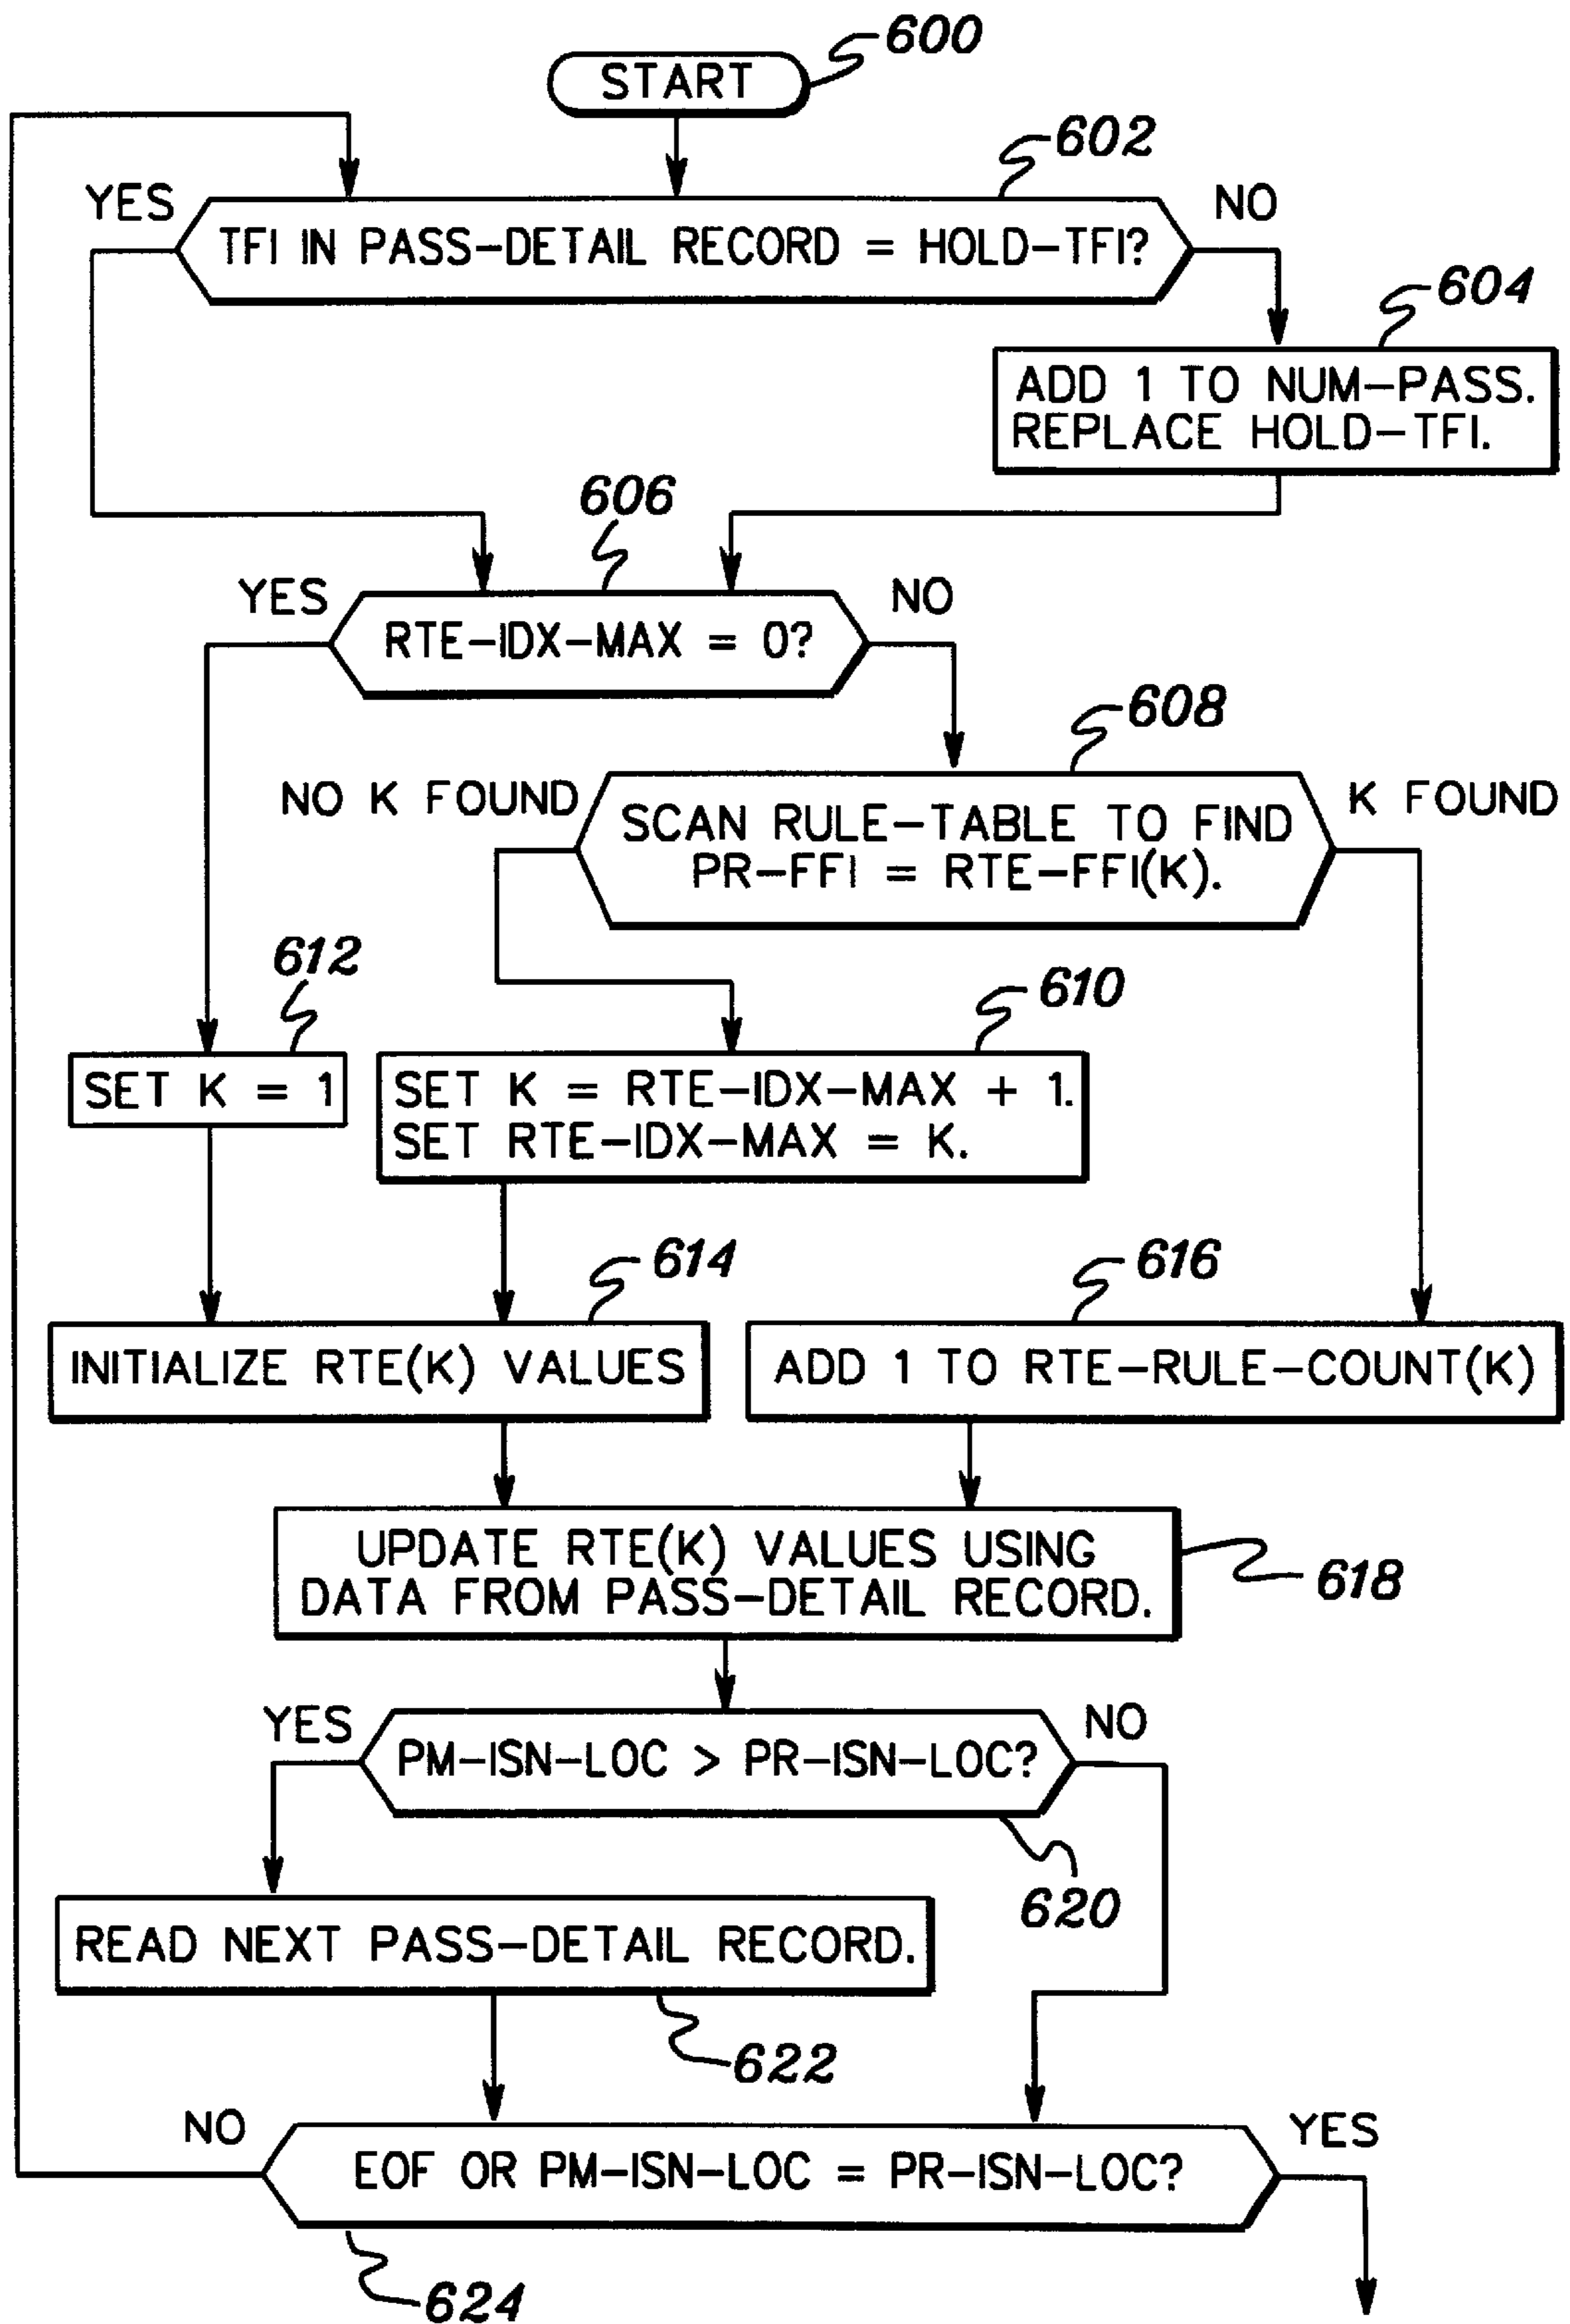 600
START
602
YES
NO
TFI IN PASS-DETAIL RECORD = HOLD-TFI?
604
ADD 1 TO NUM-PASS.
REPLACE HOLD-TFI.
606
YES
NO
RTE-IDX-MAX = 0?
608
NO K FOUND
K FOUND
SCAN RULE-TABLE TO FIND
PR-FFI = RTE-FFI(K).
612
610
SET K = 1
SET K = RTE-IDX-MAX + 1.
SET RTE-IDX-MAX = K.
614
616
INITIALIZE RTE(K) VALUES
ADD 1 TO RTE-RULE-COUNT(K)
UPDATE RTE(K) VALUES USING
DATA FROM PASS-DETAIL RECORD.
618
YES
NO
PM-ISN-LOC > PR-ISN-LOC?
620
READ NEXT PASS-DETAIL RECORD.
622
NO
YES
EOF OR PM-ISN-LOC = PR-ISN-LOC?
624